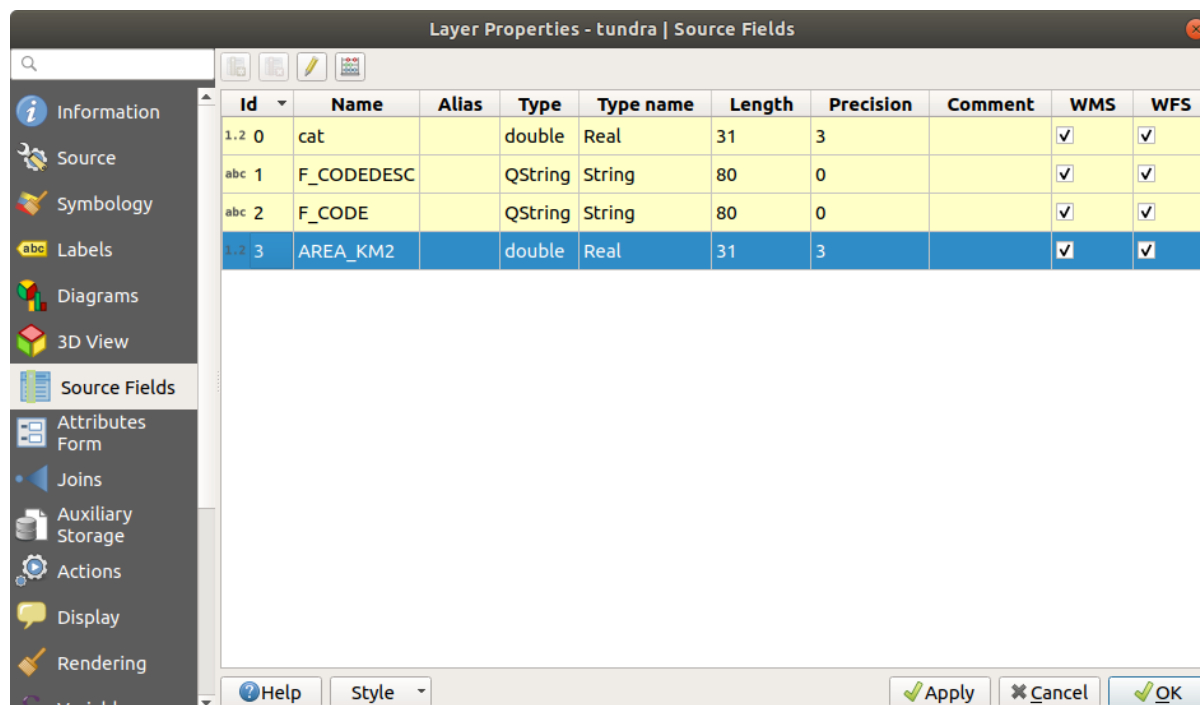 Layer Properties - tundra | Source Fields
Information
Source
Symbology
abc Labels
Diagrams
3D View
Source Fields
Attributes
Form
Joins
Auxiliary
Storage
Actions
Display
Rendering
Id Name Alias Type Type name Length Precision Comment WMS WFS
1.2 0 cat double Real 31 3
abc 1 F_CODEDESC QString String 80 0
abc 2 F_CODE QString String 80 0
1.2 3 AREA_KM2 double Real 31 3
Help Style Apply Cancel OK